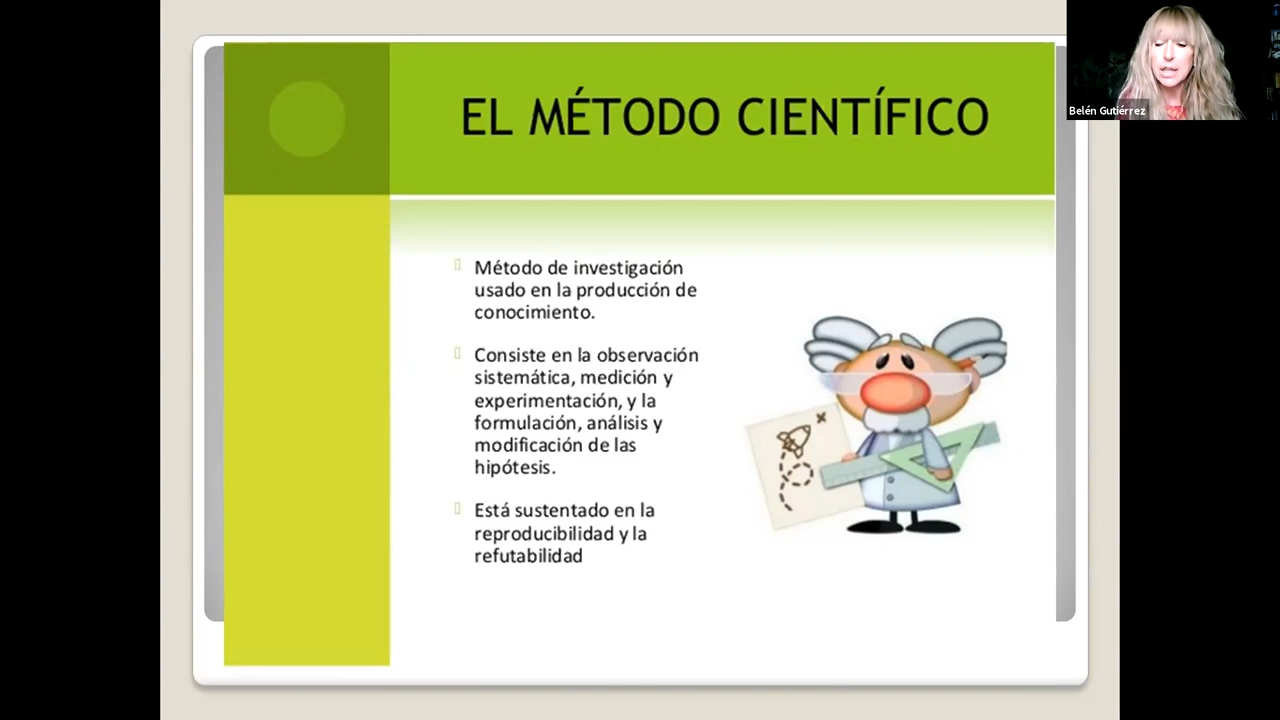 EL MÉTODO CIENTÍFICO
Belén Gutiérrez
Método de investigación
usado en la producción de
conocimiento.
Consiste en la observación
sistemática, medición y
experimentación, y la
formulación, análisis y
modificación de las
hipótesis.
Está sustentado en la
reproducibilidad y la
refutabilidad